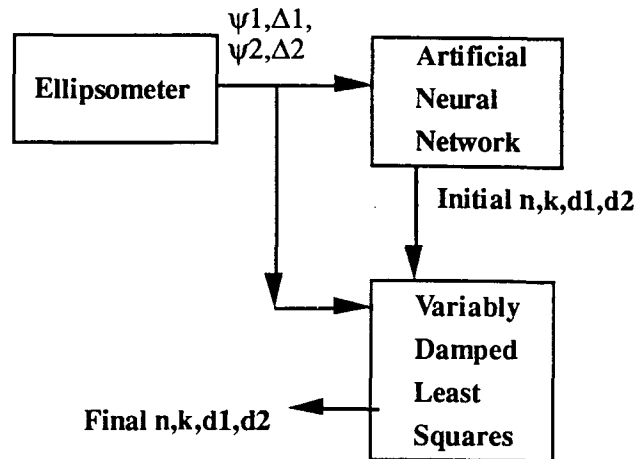 ψ1,Δ1,
ψ2,Δ2
Ellipsometer
Artificial
Neural
Network
Initial n,k,d1,d2
Variably
Damped
Least
Squares
Final n,k,d1,d2